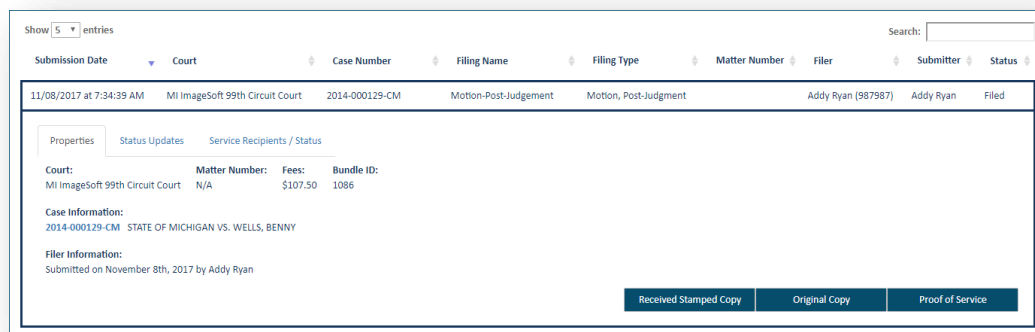 Show 5 entries Search:
Submission Date Court Case Number Filing Name Filing Type Matter Number Filer Submitter Status
11/08/2017 at 7:34:39 AM MI ImageSoft 99th Circuit Court 2014-000129-CM Motion-Post-Judgement Motion, Post-Judgment Addy Ryan (987987) Addy Ryan Filed
Properties Status Updates Service Recipients / Status
Court: Matter Number: Fees: Bundle ID:
MI ImageSoft 99th Circuit Court N/A $107.50 1086
Case Information:
2014-000129-CM STATE OF MICHIGAN VS. WELLS, BENNY
Filer Information:
Submitted on November 8th, 2017 by Addy Ryan
Received Stamped Copy Original Copy Proof of Service